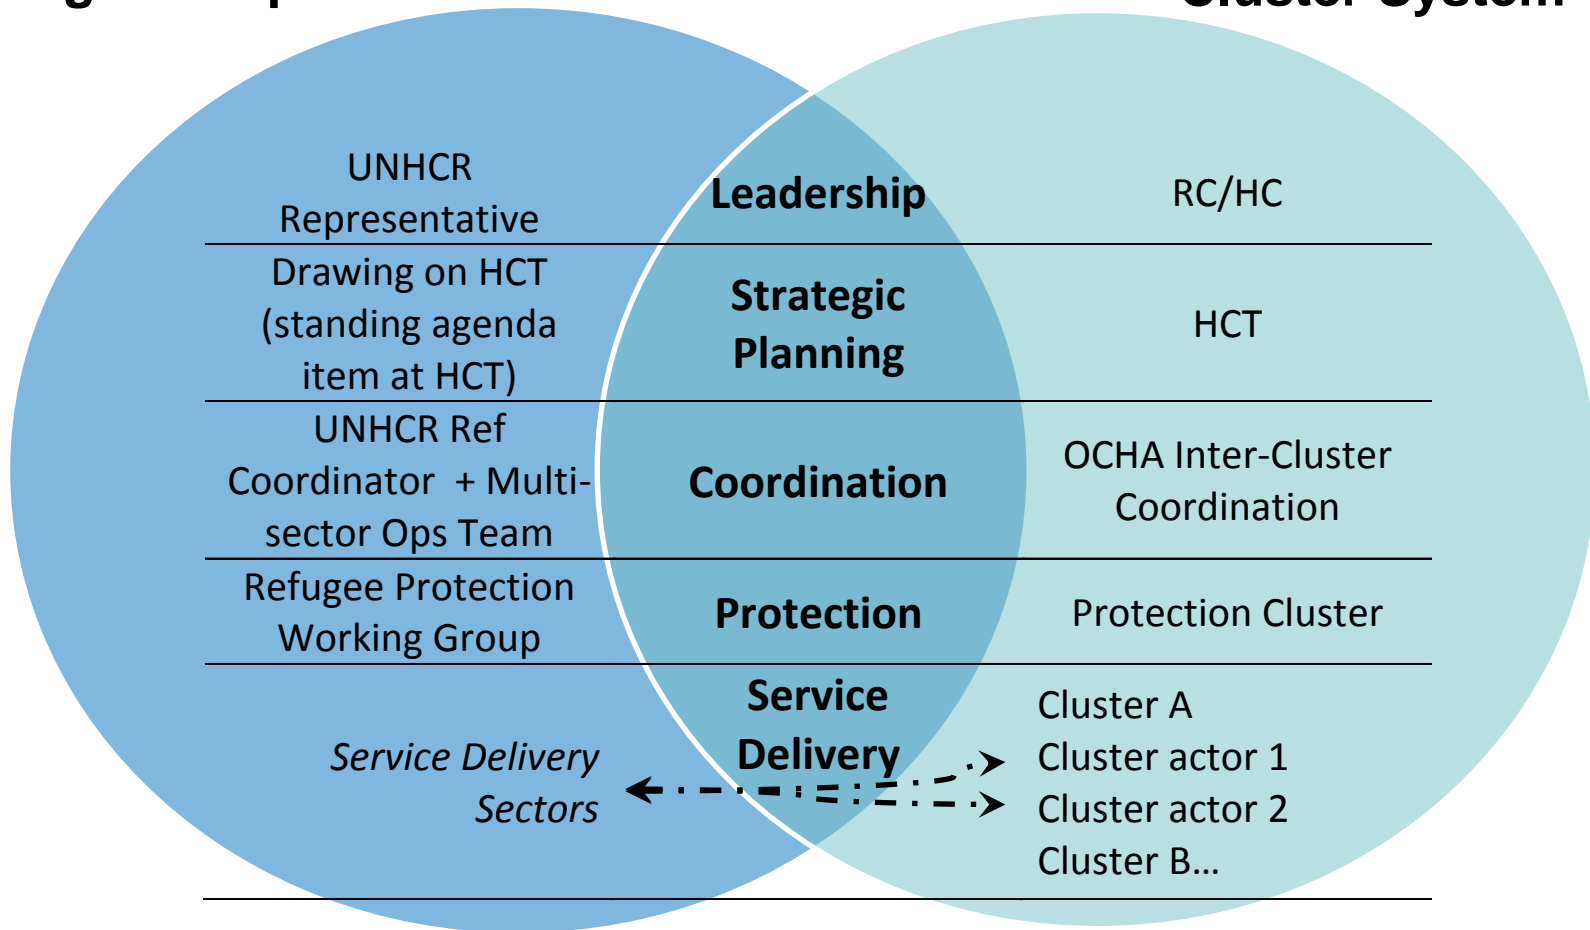 Cluster System
UNHCR
Representative
Leadership
RC/HC
Drawing on HCT
(standing agenda
item at HCT)
Strategic
Planning
HCT
UNHCR Ref
Coordinator + Multi-
sector Ops Team
Coordination
OCHA Inter-Cluster
Coordination
Refugee Protection
Working Group
Protection
Protection Cluster
Service Delivery
Sectors
Service
Delivery
Cluster A
Cluster actor 1
Cluster actor 2
Cluster B...